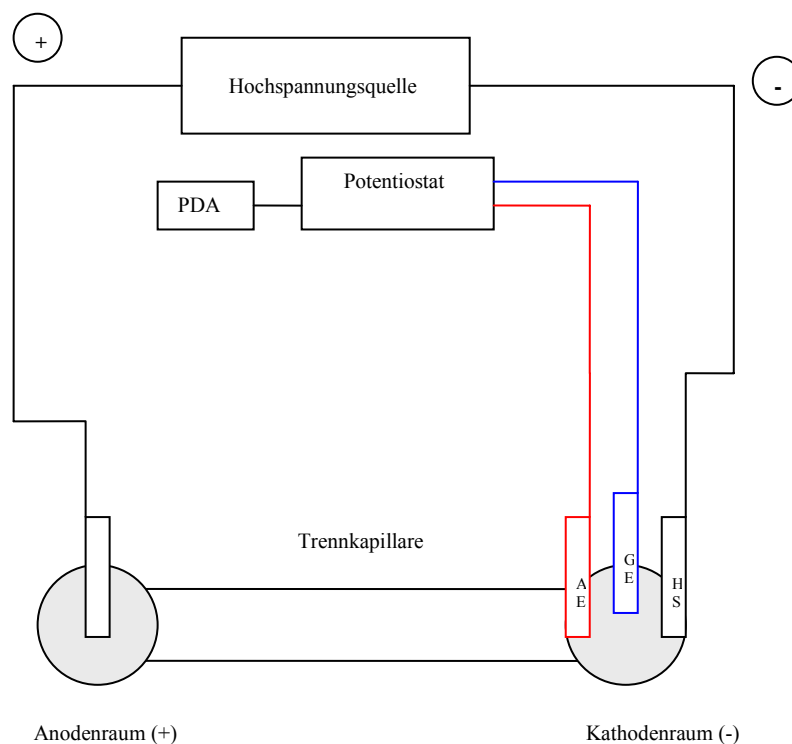 +
Hochspannungsquelle
-
Potentiostat
PDA
Trennkapillare
G
E
A
E
H
S
Anodenraum (+)
Kathodenraum (-)